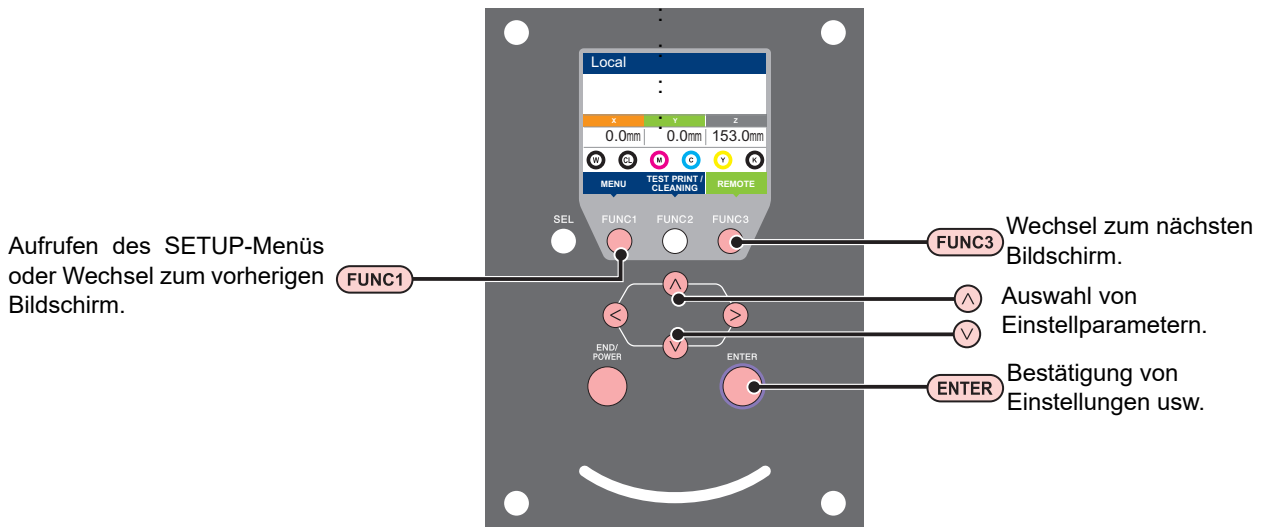 Local
X Y Z
0.0mm 0.0mm 153.0mm
W CL M C Y K
MENU TEST PRINT / CLEANING REMOTE
SEL FUNC1 FUNC2 FUNC3
Aufrufen des SETUP-Menüs
oder Wechsel zum vorherigen
Bildschirm.
FUNC1
FUNC3
Wechsel zum nächsten
Bildschirm.
Auswahl von
Einstellparametern.
END/
POWER
ENTER
ENTER
Bestätigung von
Einstellungen usw.